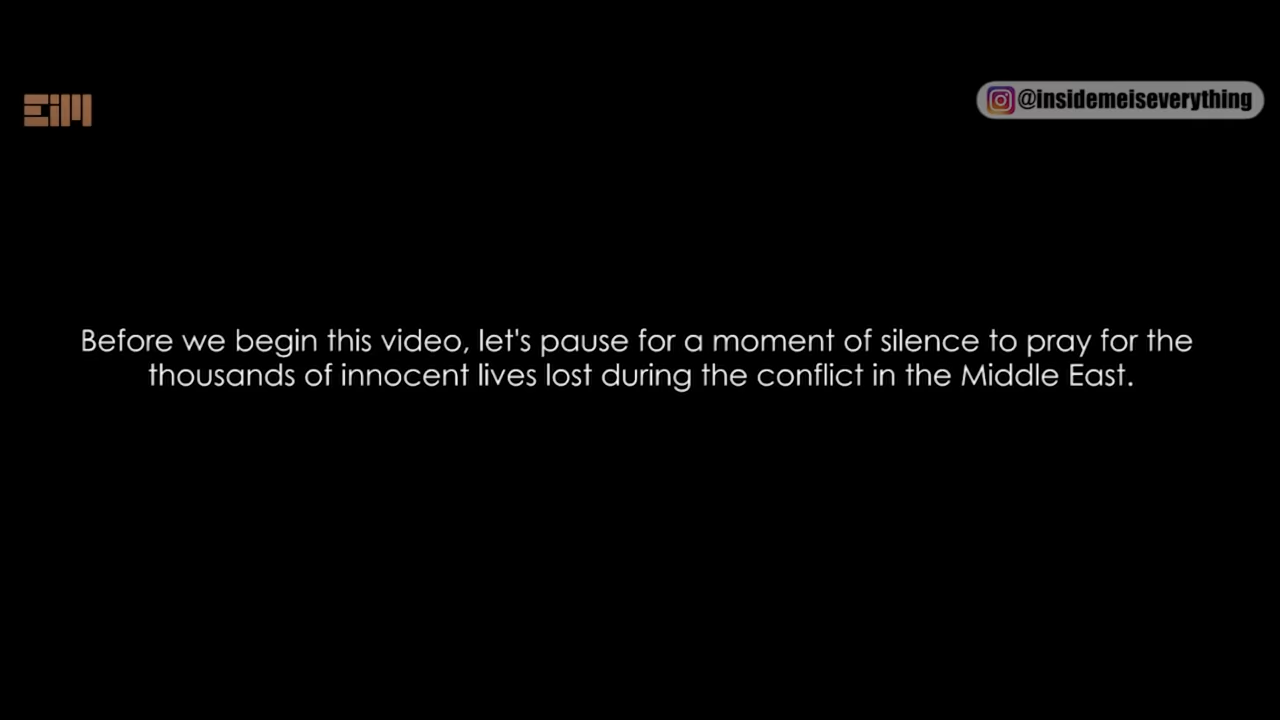 EiM
@insidemeiseverything
Before we begin this video, let's pause for a moment of silence to pray for the
thousands of innocent lives lost during the conflict in the Middle East.